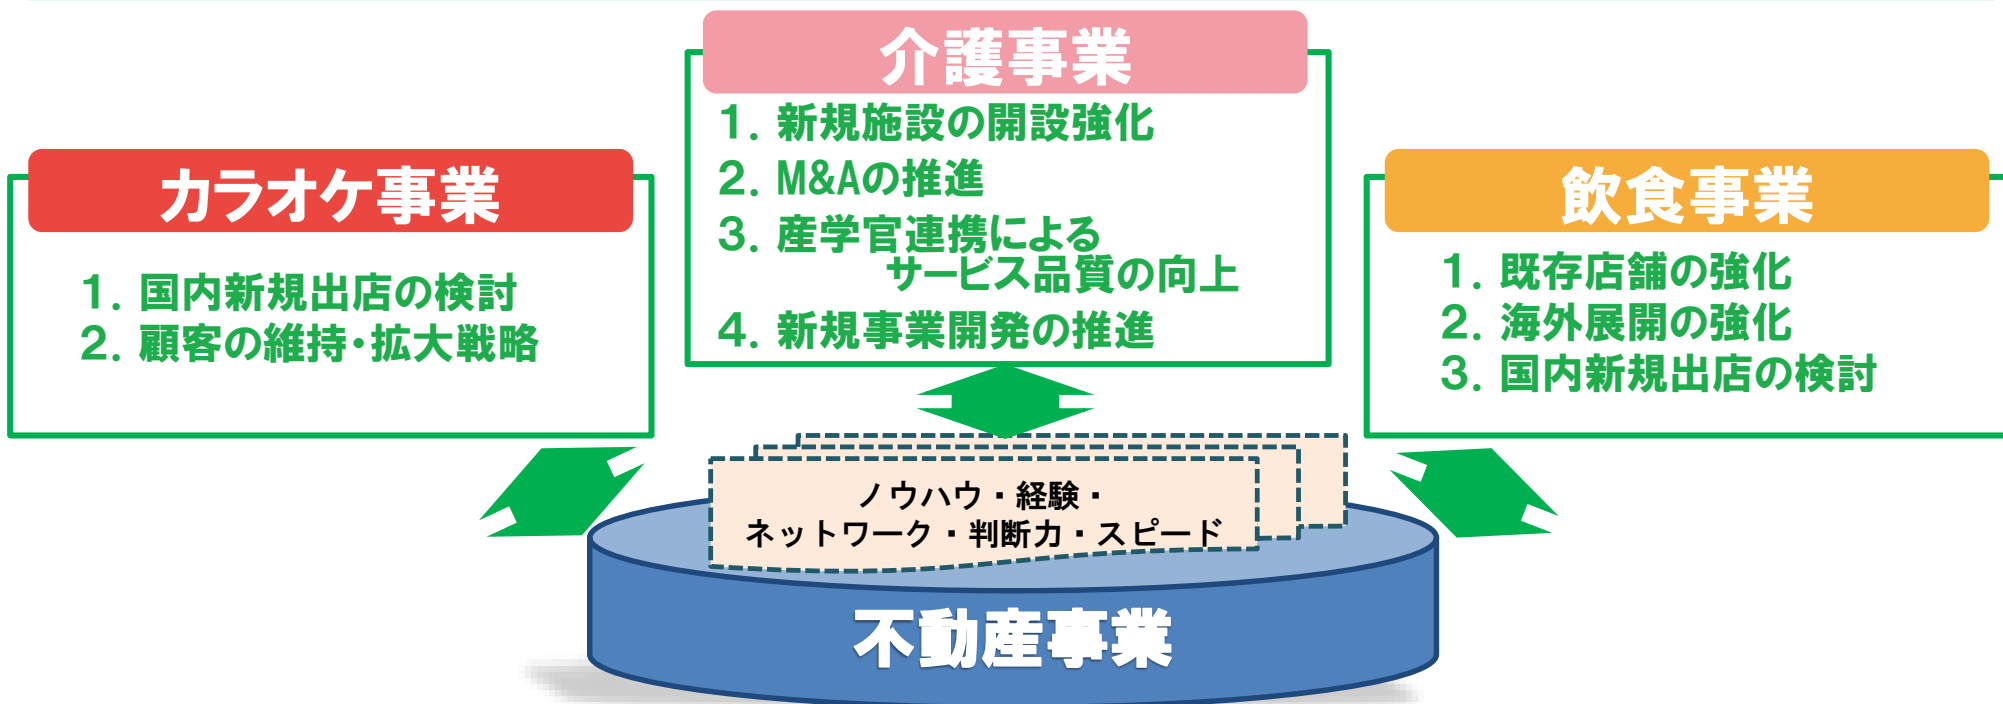 介護事業
1. 新規施設の開設強化
2. M&Aの推進
3. 産学官連携による
サービス品質の向上
4. 新規事業開発の推進
カラオケ事業
1. 国内新規出店の検討
2. 顧客の維持・拡大戦略
飲食事業
1. 既存店舗の強化
2. 海外展開の強化
3. 国内新規出店の検討
ノウハウ・経験・
ネットワーク・判断力・スピード
不動産事業